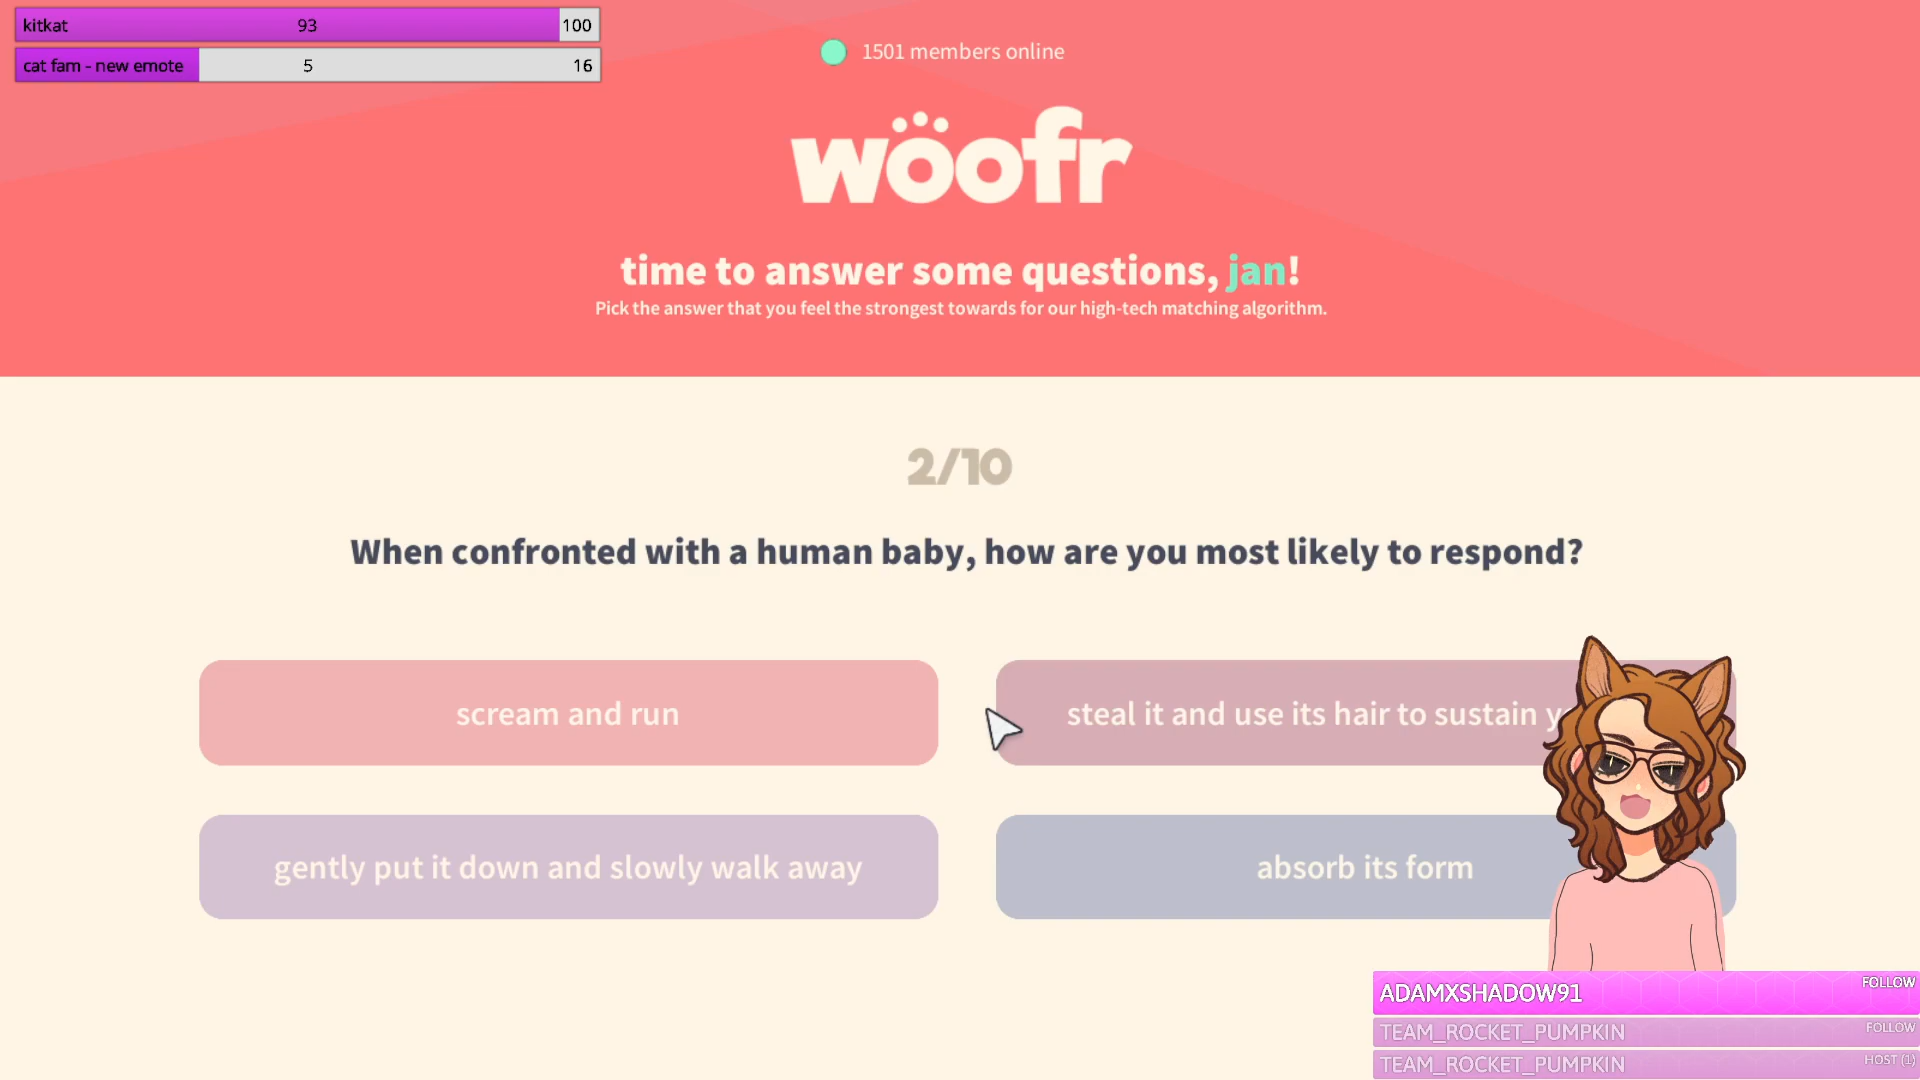 kitkat 93 100
cat fam - new emote 5 16
1501 members online
wöofr
time to answer some questions, jan!
Pick the answer that you feel the strongest towards for our high-tech matching algorithm.
2/10
When confronted with a human baby, how are you most likely to respond?
scream and run
steal it and use its hair to sustain
gently put it down and slowly walk away
absorb its form
ADAMXSHADOW91 FOLLOW
TEAM_ROCKET_PUMPKIN FOLLOW
TEAM_ROCKET_PUMPKIN HOST (1)